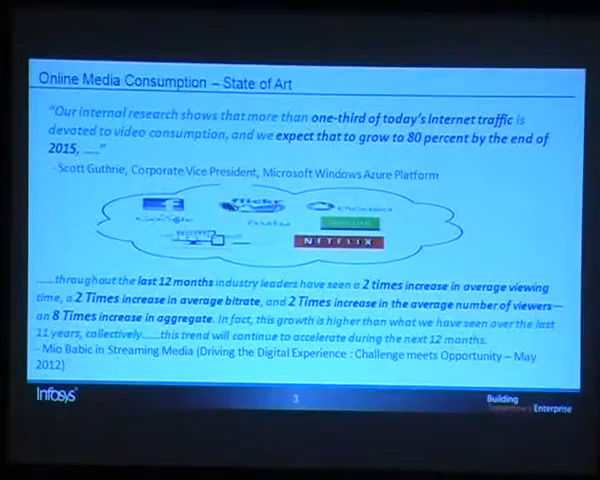 Online Media Consumption – State of Art
“Our internal research shows that more than one-third of today's Internet traffic is
devoted to video consumption, and we expect that to grow to 80 percent by the end of
2015, .....”
- Scott Guthrie, Corporate Vice President, Microsoft Windows Azure Platform
flickr
Picasa
Google
hulu
NETFLIX
......throughout the last 12 months industry leaders have seen a 2 times increase in average viewing
time, a 2 Times increase in average bitrate, and 2 Times increase in the average number of viewers—
an 8 Times increase in aggregate. In fact, this growth is higher than what we have seen over the last
11 years, collectively......this trend will continue to accelerate during the next 12 months.
- Mio Babic in Streaming Media (Driving the Digital Experience : Challenge meets Opportunity – May
2012)
Infosys
3
Building
Tomorrow's Enterprise